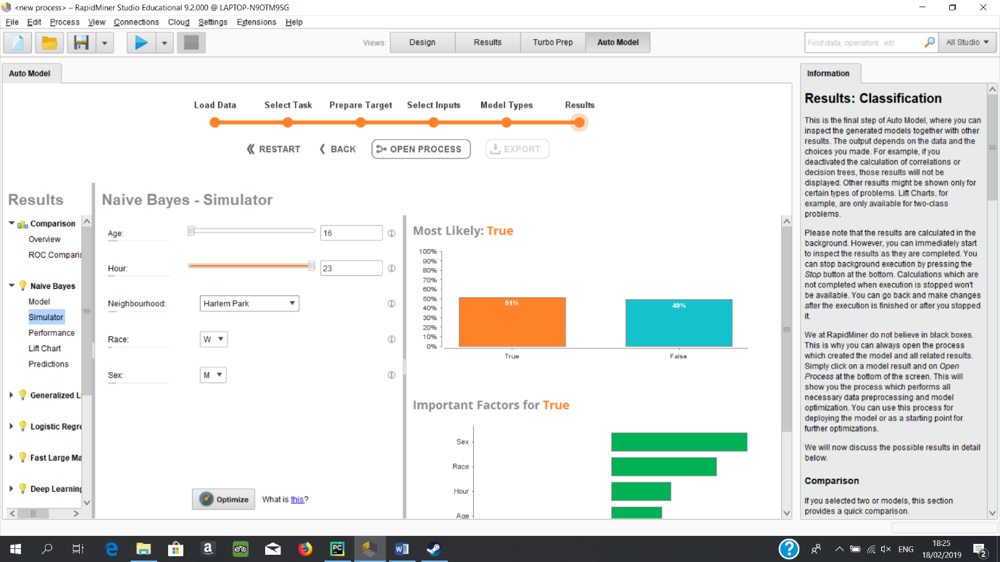 <new process> – RapidMiner Studio Educational 9.2.000 @ LAPTOP-N9OTM9SG
File Edit Process View Connections Cloud Settings Extensions Help
Views: Design Results Turbo Prep Auto Model
Find data, operators...etc
All Studio
Auto Model
Load Data Select Task Prepare Target Select Inputs Model Types Results
RESTART BACK OPEN PROCESS EXPORT
Results
Comparison
Overview
ROC Comparis
Naive Bayes
Model
Simulator
Performance
Lift Chart
Predictions
Generalized Li
Logistic Regre
Fast Large Ma
Deep Learning
Naive Bayes - Simulator
Age: 16
Hour: 23
Neighbourhood: Harlem Park
Race: W
Sex: M
Optimize What is this?
Most Likely: True
100%
90%
80%
70%
60%
50%
40%
30%
20%
10%
0%
51%
49%
True False
Important Factors for True
Sex
Race
Hour
Age
Information
Results: Classification
This is the final step of Auto Model, where you can
inspect the generated models together with other
results. The output depends on the data and the
choices you made. For example, if you
deactivated the calculation of correlations or
decision trees, those results will not be
displayed. Other results might be shown only for
certain types of problems. Lift Charts, for
example, are only available for two-class
problems.
Please note that the results are calculated in the
background. However, you can immediately start
to inspect the results as they are completed. You
can stop background execution by pressing the
Stop button at the bottom. Calculations which are
not completed when execution is stopped won't
be available. You can go back and make changes
after the execution is finished or after you stopped
it.
We at RapidMiner do not believe in black boxes.
This is why you can always open the process
which created the model and all related results.
Simply click on a model result and on Open
Process at the bottom of the screen. This will
show you the process which performs all
necessary data preprocessing and model
optimization. You can use this process for
deploying the model or as a starting point for
further optimizations.
We will now discuss the possible results in detail
below.
Comparison
If you selected two or models, this section
provides a quick comparison.
ENG
18:25
18/02/2019
2